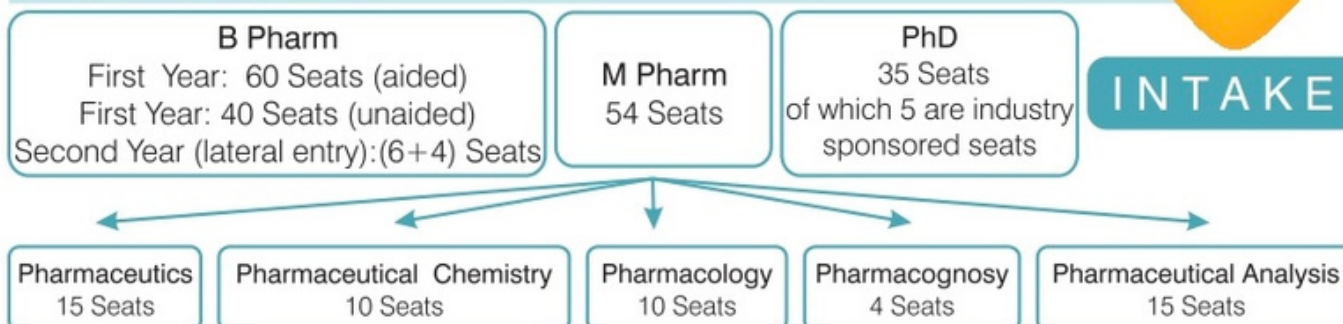 B Pharm
First Year: 60 Seats (aided)
First Year: 40 Seats (unaided)
Second Year (lateral entry):(6+4) Seats
M Pharm
54 Seats
PhD
35 Seats
of which 5 are industry
sponsored seats
INTAKE
Pharmaceutics
15 Seats
Pharmaceutical Chemistry
10 Seats
Pharmacology
10 Seats
Pharmacognosy
4 Seats
Pharmaceutical Analysis
15 Seats